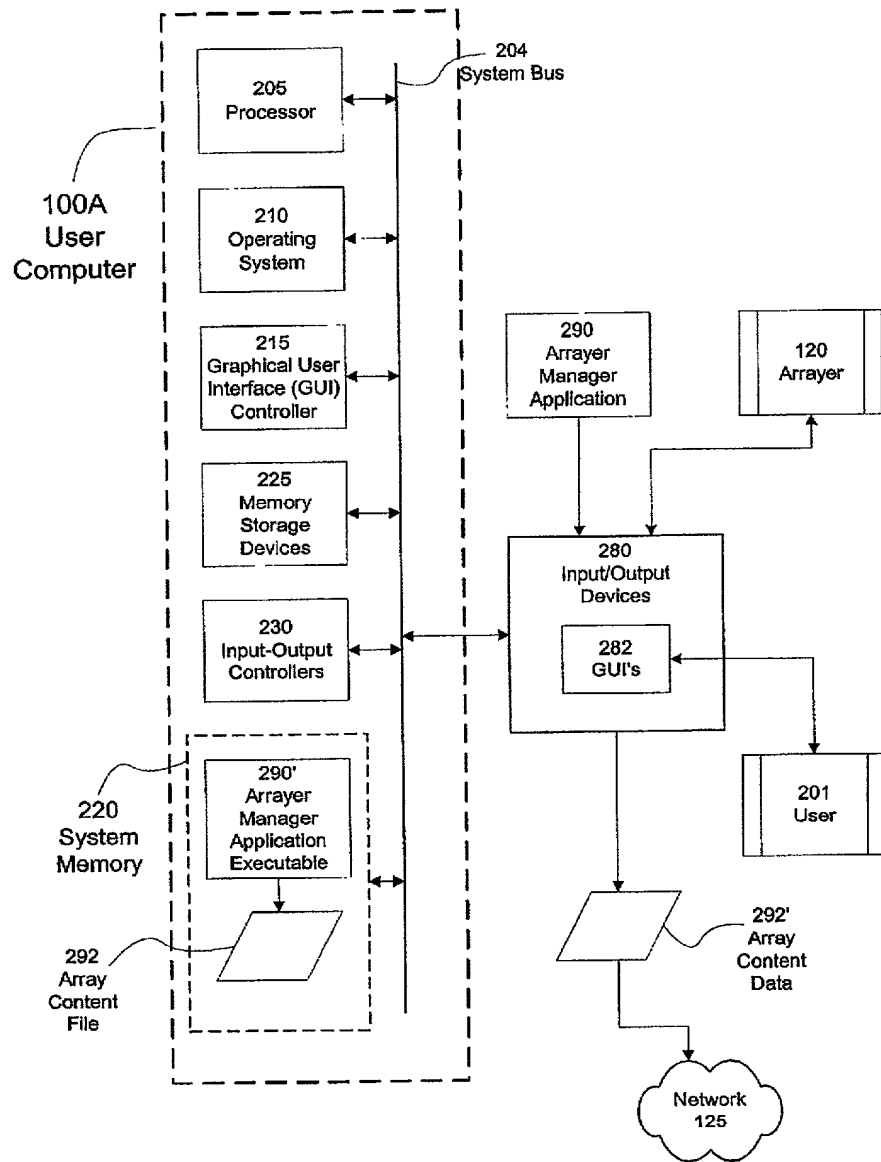 204
System Bus
205
Processor
100A
User
Computer
210
Operating
System
215
Graphical User
Interface (GUI)
Controller
290
Arrayer
Manager
Application
120
Arrayer
225
Memory
Storage
Devices
280
Input/Output
Devices
230
Input-Output
Controllers
282
GUI's
220
System
Memory
290'
Arrayer
Manager
Application
Executable
201
User
292
Array
Content
File
292'
Array
Content
Data
Network
125